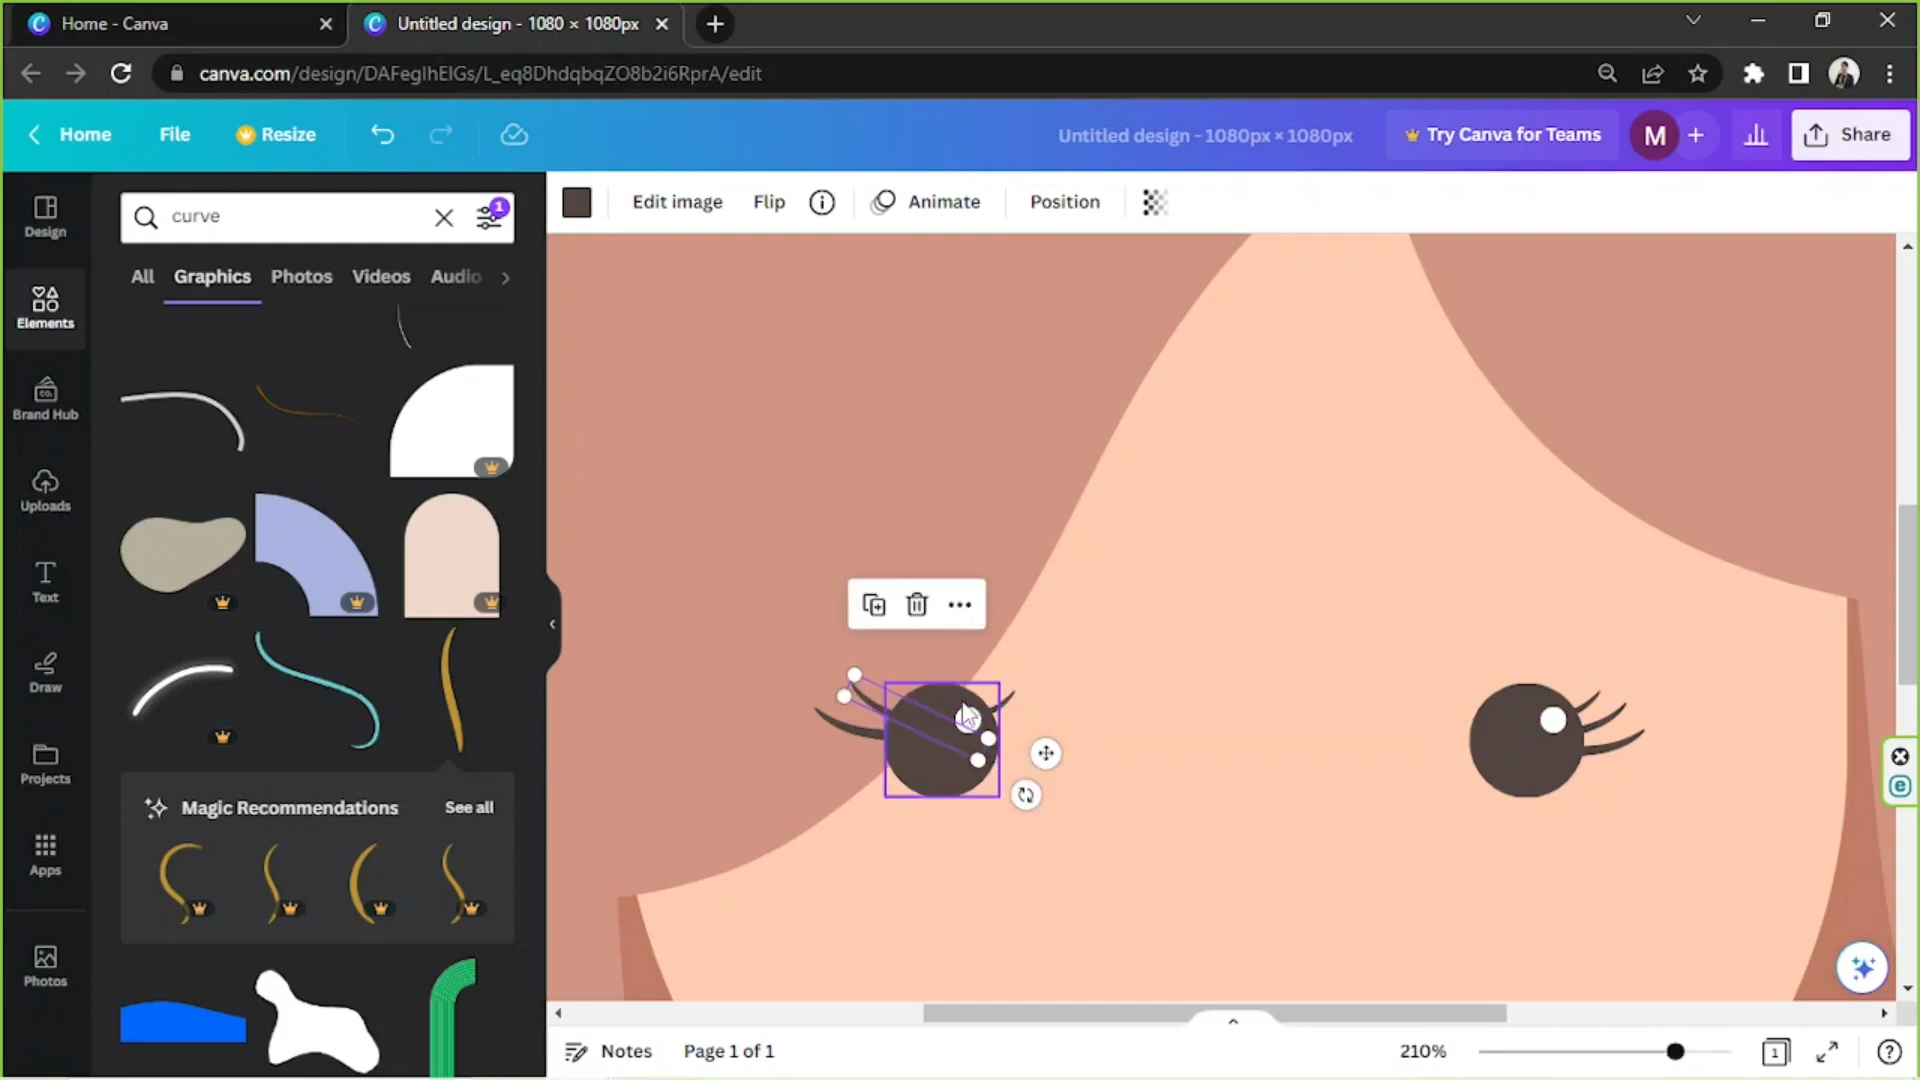 Home - Canva
Untitled design - 1080 × 1080px
canva.com/design/DAFeglhElGs/L_eq8DhdqbqZO8b2i6RprA/edit
Home File Resize
Untitled design - 1080px × 1080px
Try Canva for Teams
M
Share
Design
Elements
Brand Hub
Uploads
Text
Draw
Projects
Apps
Photos
curve
1
All Graphics Photos Videos Audio
Edit image Flip Animate Position
Magic Recommendations See all
Notes Page 1 of 1
210%
1